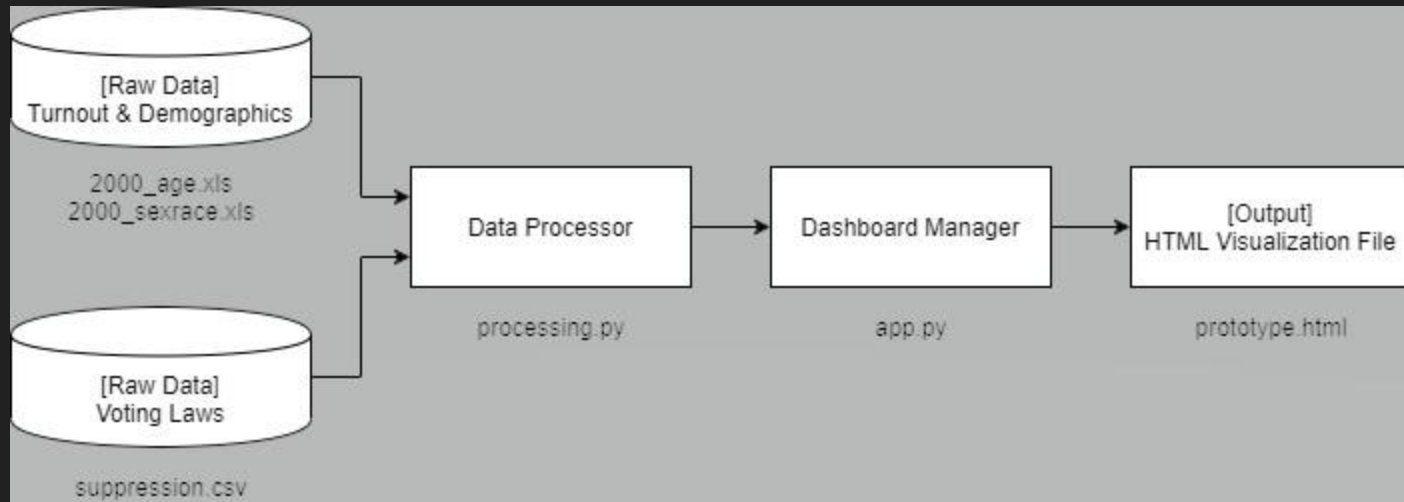 [Raw Data]
Turnout & Demographics
2000_age.xls
2000_sexrace.xls
[Raw Data]
Voting Laws
suppression.csv
Data Processor
processing.py
Dashboard Manager
app.py
[Output]
HTML Visualization File
prototype.html